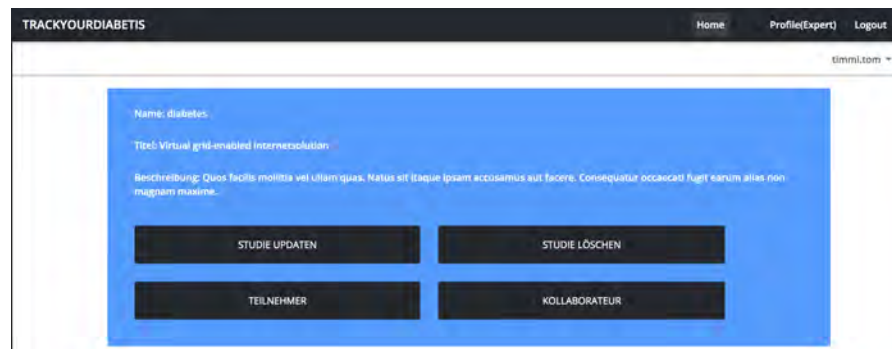 TRACKYOURDIABETIS Home Profile(Expert) Logout
timmi.tom
Name: diabetes
Titel: Virtual grid-enabled internetsolution
Beschreibung: Quos facilis mollitia vel ullam quas. Natus sit itaque ipsam accusamus aut facere. Consequatur occaecati fugit earum alias non
magnam maxime.
STUDIE UPDATEN STUDIE LÖSCHEN
TEILNEHMER KOLLABORATEUR